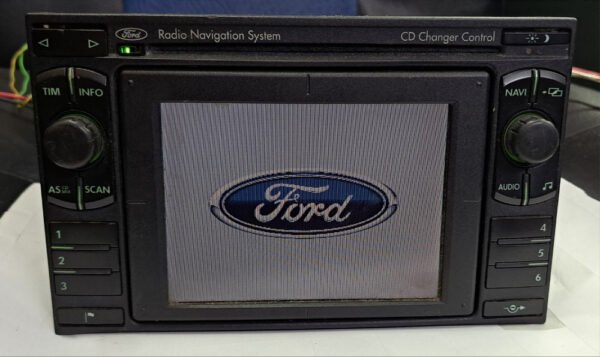 Ford Radio Navigation System CD Changer Control
TIM INFO
NAVI
AS SCAN
AUDIO
Ford
1
2
3
4
5
6